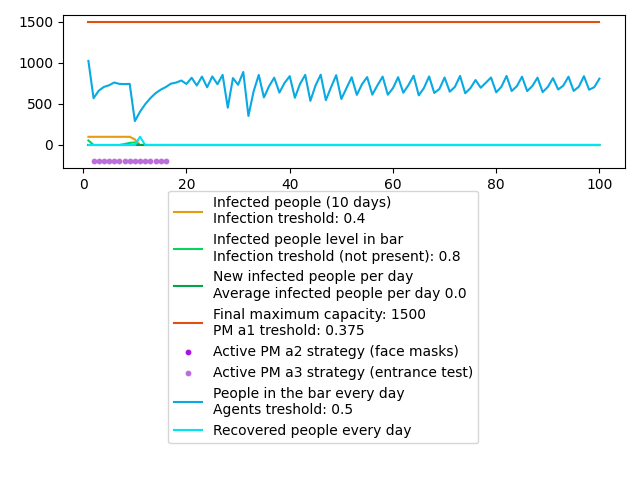 1500
1000
500
0
0
20
40
60
80
100
Infected people (10 days)
Infection treshold: 0.4
Infected people level in bar
Infection treshold (not present): 0.8
New infected people per day
Average infected people per day 0.0
Final maximum capacity: 1500
PM a1 treshold: 0.375
Active PM a2 strategy (face masks)
Active PM a3 strategy (entrance test)
People in the bar every day
Agents treshold: 0.5
Recovered people every day